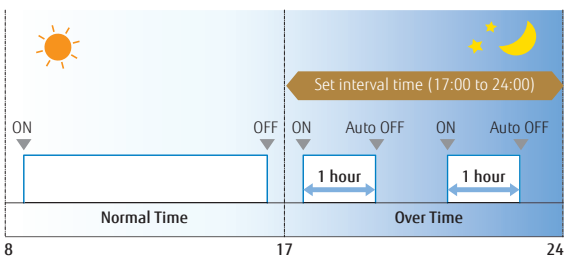 Set interval time (17:00 to 24:00)
ON OFF ON Auto OFF ON Auto OFF
1 hour 1 hour
Normal Time Over Time
8 17 24